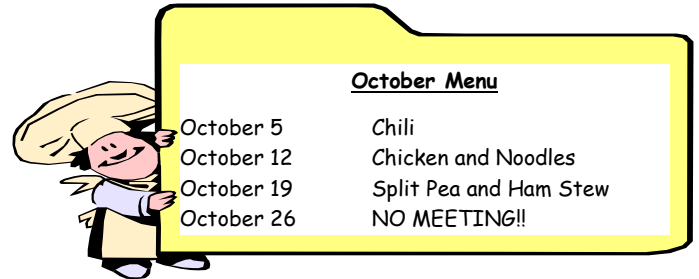 October Menu
October 5 Chili
October 12 Chicken and Noodles
October 19 Split Pea and Ham Stew
October 26 NO MEETING!!